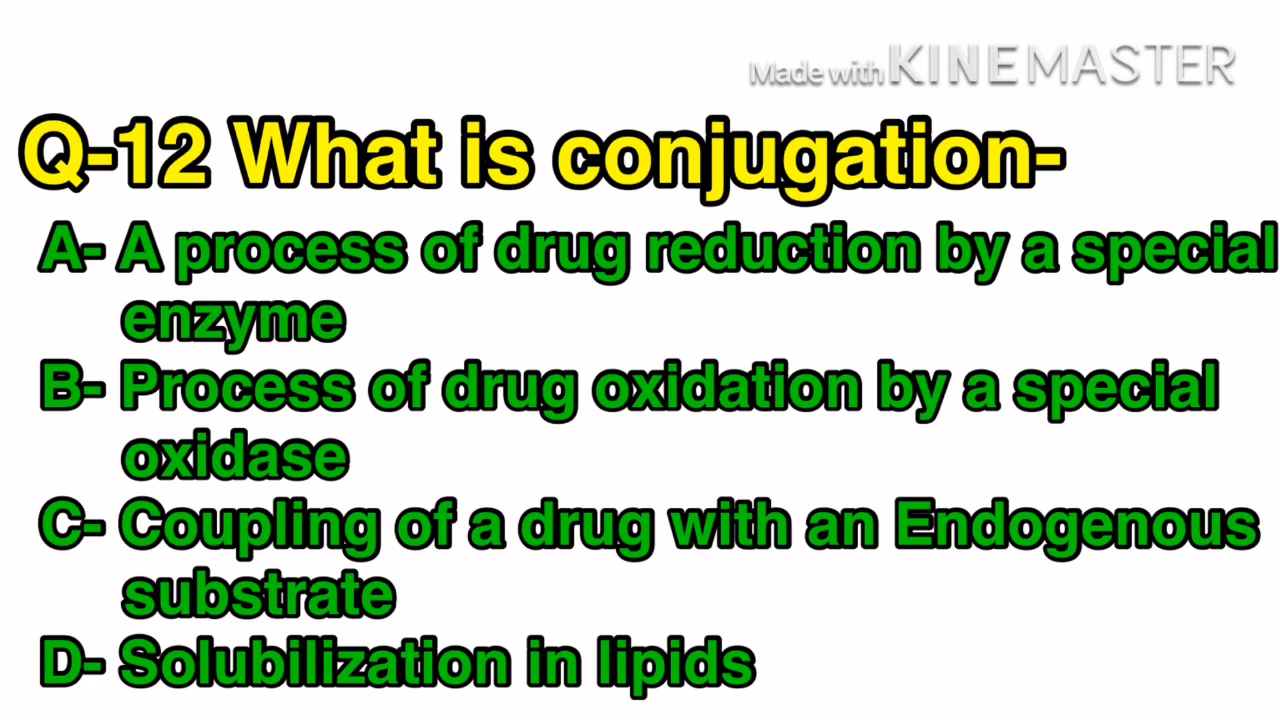 Made with KINEMASTER
Q-12 What is conjugation-
A- A process of drug reduction by a special
enzyme
B- Process of drug oxidation by a special
oxidase
C- Coupling of a drug with an Endogenous
substrate
D- Solubilization in lipids